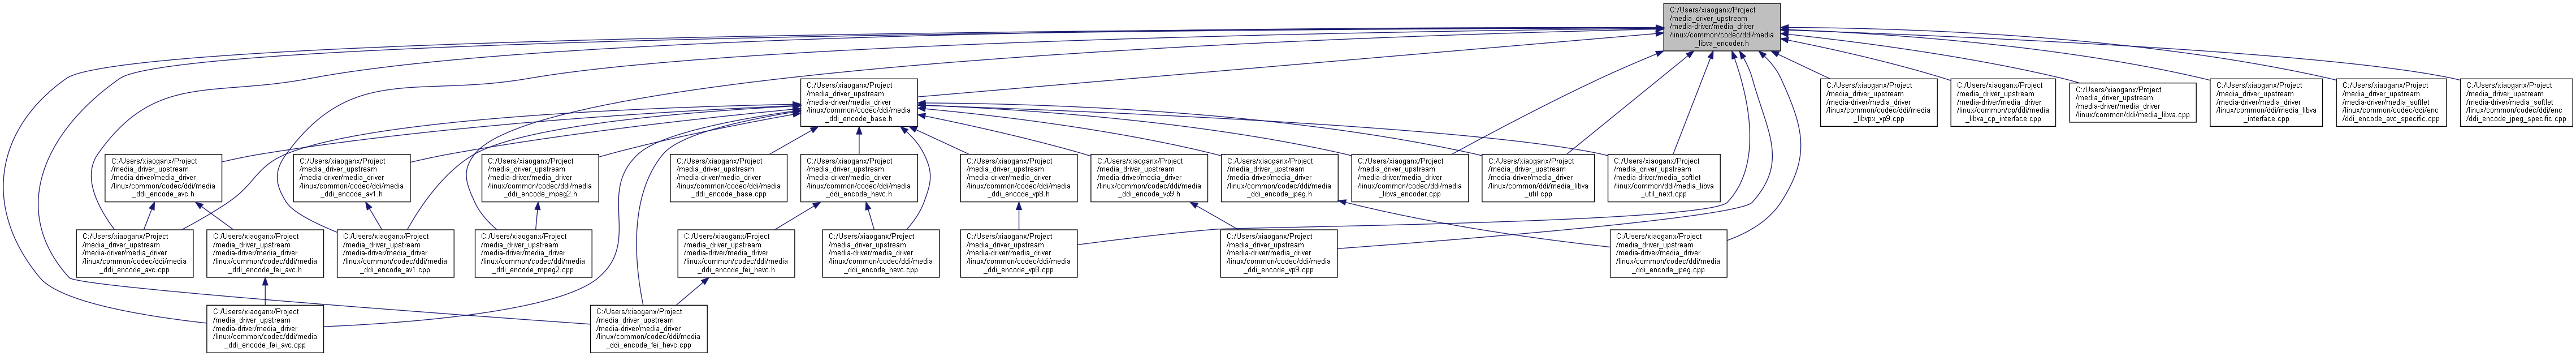 C:/Users/xiaoganx/Project
/media_driver_upstream
/media-driver/media_driver
/linux/common/codec/ddi/media
_libva_encoder.h
C:/Users/xiaoganx/Project
/media_driver_upstream
/media-driver/media_driver
/linux/common/codec/ddi/media
_ddi_encode_base.h
C:/Users/xiaoganx/Project
/media_driver_upstream
/media-driver/media_driver
/linux/common/codec/ddi/media
_libvpx_vp9.cpp
C:/Users/xiaoganx/Project
/media_driver_upstream
/media-driver/media_driver
/linux/common/cp/ddi/media
_libva_cp_interface.cpp
C:/Users/xiaoganx/Project
/media_driver_upstream
/media-driver/media_driver
/linux/common/ddi/media_libva.cpp
C:/Users/xiaoganx/Project
/media_driver_upstream
/media-driver/media_driver
/linux/common/ddi/media_libva
_interface.cpp
C:/Users/xiaoganx/Project
/media_driver_upstream
/media-driver/media_softlet
/linux/common/codec/ddi/enc
/ddi_encode_avc_specific.cpp
C:/Users/xiaoganx/Project
/media_driver_upstream
/media-driver/media_softlet
/linux/common/codec/ddi/enc
/ddi_encode_jpeg_specific.cpp
C:/Users/xiaoganx/Project
/media_driver_upstream
/media-driver/media_driver
/linux/common/codec/ddi/media
_ddi_encode_avc.h
C:/Users/xiaoganx/Project
/media_driver_upstream
/media-driver/media_driver
/linux/common/codec/ddi/media
_ddi_encode_av1.h
C:/Users/xiaoganx/Project
/media_driver_upstream
/media-driver/media_driver
/linux/common/codec/ddi/media
_ddi_encode_mpeg2.h
C:/Users/xiaoganx/Project
/media_driver_upstream
/media-driver/media_driver
/linux/common/codec/ddi/media
_ddi_encode_base.cpp
C:/Users/xiaoganx/Project
/media_driver_upstream
/media-driver/media_driver
/linux/common/codec/ddi/media
_ddi_encode_hevc.h
C:/Users/xiaoganx/Project
/media_driver_upstream
/media-driver/media_driver
/linux/common/codec/ddi/media
_ddi_encode_vp8.h
C:/Users/xiaoganx/Project
/media_driver_upstream
/media-driver/media_driver
/linux/common/codec/ddi/media
_ddi_encode_vp9.h
C:/Users/xiaoganx/Project
/media_driver_upstream
/media-driver/media_driver
/linux/common/codec/ddi/media
_ddi_encode_jpeg.h
C:/Users/xiaoganx/Project
/media_driver_upstream
/media-driver/media_driver
/linux/common/codec/ddi/media
_libva_encoder.cpp
C:/Users/xiaoganx/Project
/media_driver_upstream
/media-driver/media_driver
/linux/common/ddi/media_libva
_util.cpp
C:/Users/xiaoganx/Project
/media_driver_upstream
/media-driver/media_softlet
/linux/common/ddi/media_libva
_util_next.cpp
C:/Users/xiaoganx/Project
/media_driver_upstream
/media-driver/media_driver
/linux/common/codec/ddi/media
_ddi_encode_avc.cpp
C:/Users/xiaoganx/Project
/media_driver_upstream
/media-driver/media_driver
/linux/common/codec/ddi/media
_ddi_encode_fei_avc.h
C:/Users/xiaoganx/Project
/media_driver_upstream
/media-driver/media_driver
/linux/common/codec/ddi/media
_ddi_encode_av1.cpp
C:/Users/xiaoganx/Project
/media_driver_upstream
/media-driver/media_driver
/linux/common/codec/ddi/media
_ddi_encode_mpeg2.cpp
C:/Users/xiaoganx/Project
/media_driver_upstream
/media-driver/media_driver
/linux/common/codec/ddi/media
_ddi_encode_fei_hevc.h
C:/Users/xiaoganx/Project
/media_driver_upstream
/media-driver/media_driver
/linux/common/codec/ddi/media
_ddi_encode_hevc.cpp
C:/Users/xiaoganx/Project
/media_driver_upstream
/media-driver/media_driver
/linux/common/codec/ddi/media
_ddi_encode_vp8.cpp
C:/Users/xiaoganx/Project
/media_driver_upstream
/media-driver/media_driver
/linux/common/codec/ddi/media
_ddi_encode_vp9.cpp
C:/Users/xiaoganx/Project
/media_driver_upstream
/media-driver/media_driver
/linux/common/codec/ddi/media
_ddi_encode_jpeg.cpp
C:/Users/xiaoganx/Project
/media_driver_upstream
/media-driver/media_driver
/linux/common/codec/ddi/media
_ddi_encode_fei_avc.cpp
C:/Users/xiaoganx/Project
/media_driver_upstream
/media-driver/media_driver
/linux/common/codec/ddi/media
_ddi_encode_fei_hevc.cpp